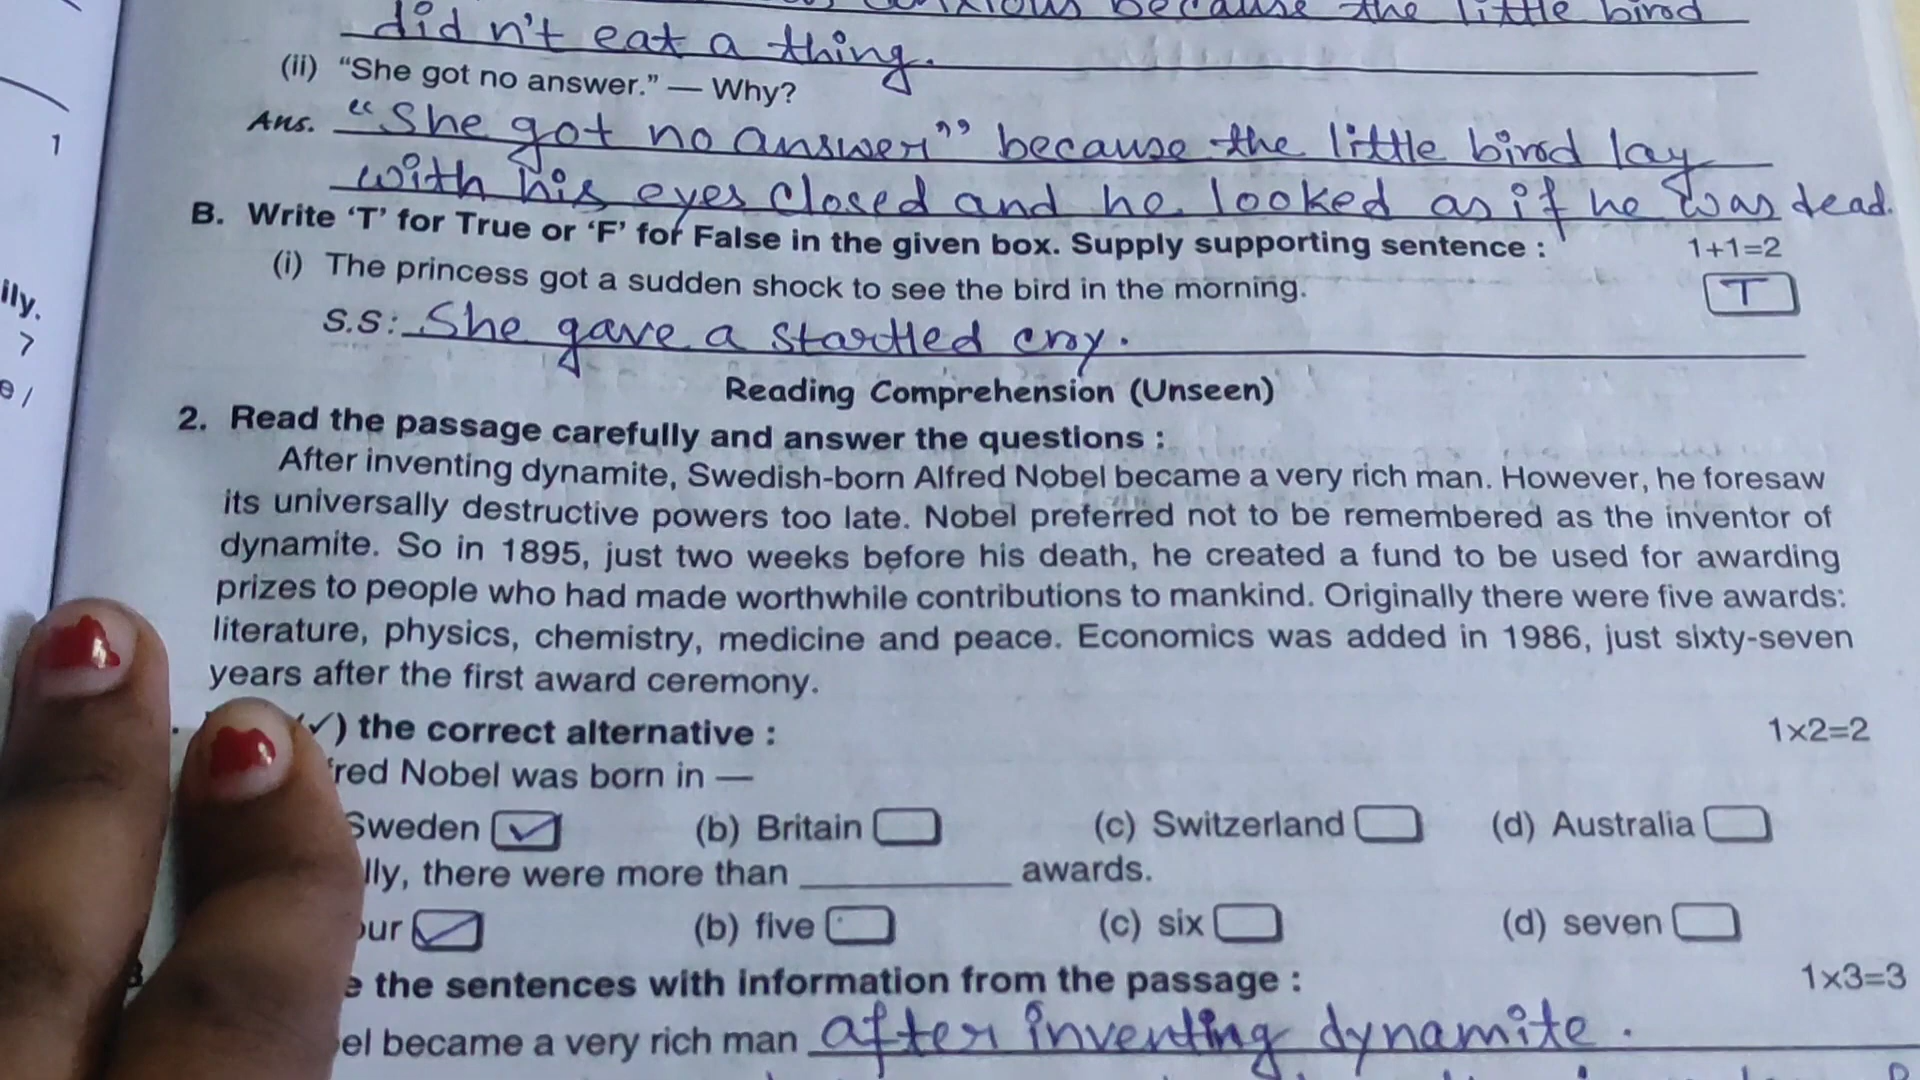 because the little bird
didn't eat a thing.
(ii) “She got no answer.” — Why?
Ans. “She got no answer” because the little bird lay
with his eyes closed and he looked as if he was dead.
1
B. Write ‘T’ for True or ‘F’ for False in the given box. Supply supporting sentence : 1+1=2
(i) The princess got a sudden shock to see the bird in the morning. T
ily.
S.S: She gave a startled cry.
Reading Comprehension (Unseen)
2. Read the passage carefully and answer the questions :
After inventing dynamite, Swedish-born Alfred Nobel became a very rich man. However, he foresaw
its universally destructive powers too late. Nobel preferred not to be remembered as the inventor of
dynamite. So in 1895, just two weeks before his death, he created a fund to be used for awarding
prizes to people who had made worthwhile contributions to mankind. Originally there were five awards:
literature, physics, chemistry, medicine and peace. Economics was added in 1986, just sixty-seven
years after the first award ceremony.
(✓) the correct alternative : 1×2=2
fred Nobel was born in —
Sweden ✓ (b) Britain (c) Switzerland (d) Australia
lly, there were more than ________ awards.
our ✓ (b) five (c) six (d) seven
e the sentences with information from the passage : 1×3=3
el became a very rich man after inventing dynamite.